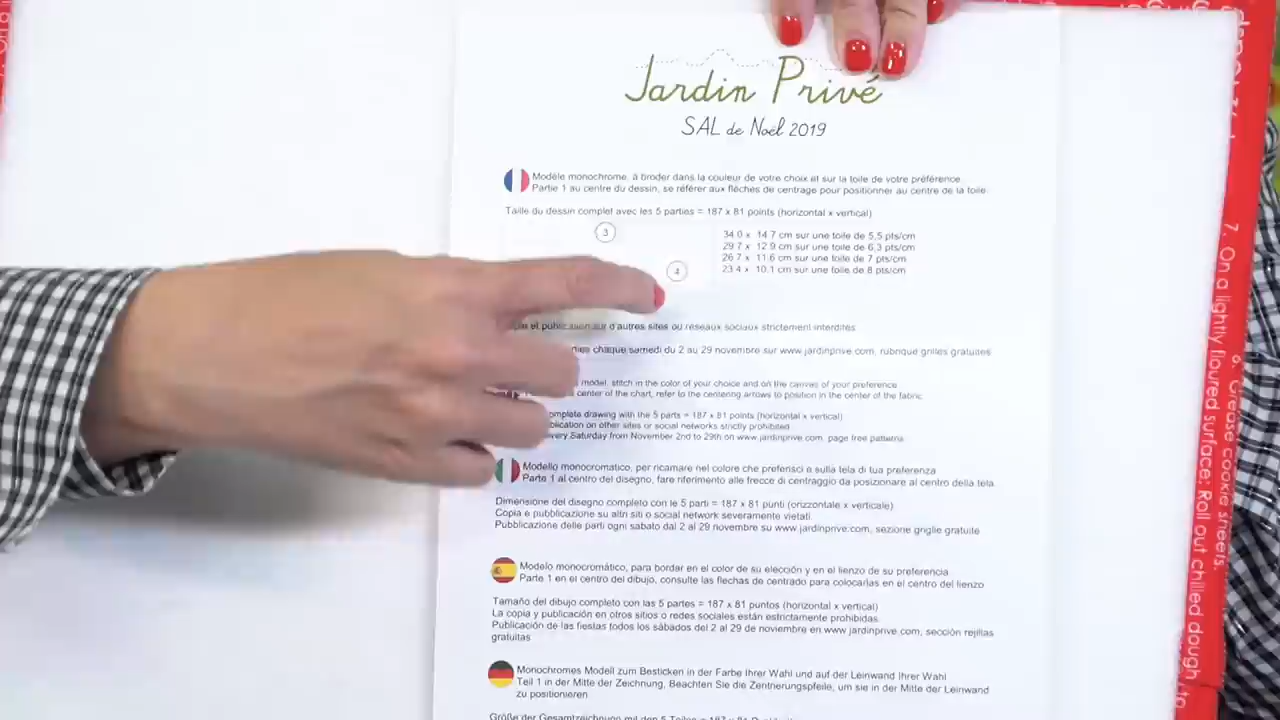 Jardin Privé
SAL de Noël 2019
Modèle monochrome, à broder dans la couleur de votre choix et sur la toile de votre préférence.
Partie 1 au centre du dessin, se référer aux flèches de centrage pour positionner au centre de la toile.
Taille du dessin complet avec les 5 parties = 187 x 81 points (horizontal x vertical)
3
4
34.0 x 14.7 cm sur une toile de 5,5 pts/cm
29.7 x 12.9 cm sur une toile de 6,3 pts/cm
26.7 x 11.6 cm sur une toile de 7 pts/cm
23.4 x 10.1 cm sur une toile de 8 pts/cm
et publication sur d'autres sites ou réseaux sociaux strictement interdites
chaque samedi du 2 au 29 novembre sur www.jardinprive.com, rubrique grilles gratuites
model, stitch in the color of your choice and on the canvas of your preference
center of the chart, refer to the centering arrows to position in the center of the fabric.
drawing with the 5 parts = 187 x 81 points (horizontal x vertical)
on other sites or social networks strictly prohibited
Saturday from November 2nd to 29th on www.jardinprive.com, page free patterns
Modello monocromatico, per ricamare nel colore che preferisci e sulla tela di tua preferenza
Parte 1 al centro del disegno, fare riferimento alle frecce di centraggio da posizionare al centro della tela.
Dimensione del disegno completo con le 5 parti = 187 x 81 punti (orizzontale x verticale)
Copia e pubblicazione su altri siti o social network severamente vietati.
Pubblicazione delle parti ogni sabato dal 2 al 29 novembre su www.jardinprive.com, sezione griglie gratuite
Modelo monocromático, para bordar en el color de su elección y en el lienzo de su preferencia.
Parte 1 en el centro del dibujo, consulte las flechas de centrado para colocarlas en el centro del lienzo
Tamaño del dibujo completo con las 5 partes = 187 x 81 puntos (horizontal x vertical)
La copia y publicación en otros sitios o redes sociales están estrictamente prohibidas.
Publicación de las fiestas todos los sábados del 2 al 29 de noviembre en www.jardinprive.com, sección rejillas
gratuitas
Monochromes Modell zum Besticken in der Farbe Ihrer Wahl und auf der Leinwand Ihrer Wahl
Teil 1 in der Mitte der Zeichnung, Beachten Sie die Zentrierungspfeile, um sie in der Mitte der Leinwand
zu positionieren
Größe der Gesamtzeichnung mit den 5 Teilen = 187 x 81
6. Grease cookie sheets.
7. On a lightly floured surface; Roll out chilled dough to